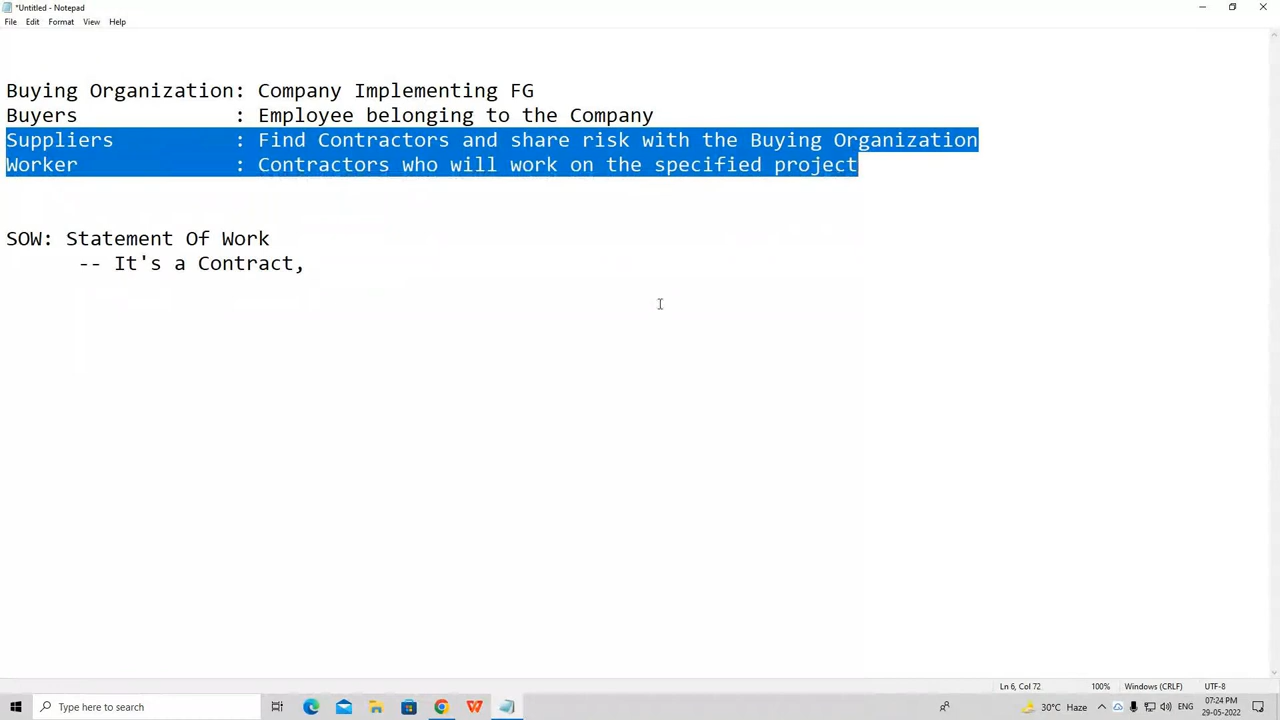 *Untitled - Notepad
File Edit Format View Help
Buying Organization: Company Implementing FG
Buyers : Employee belonging to the Company
Suppliers : Find Contractors and share risk with the Buying Organization
Worker : Contractors who will work on the specified project
SOW: Statement Of Work
-- It's a Contract,
Ln 6, Col 72 100% Windows (CRLF) UTF-8
Type here to search 30°C Haze ENG 07:24 PM
29-05-2022